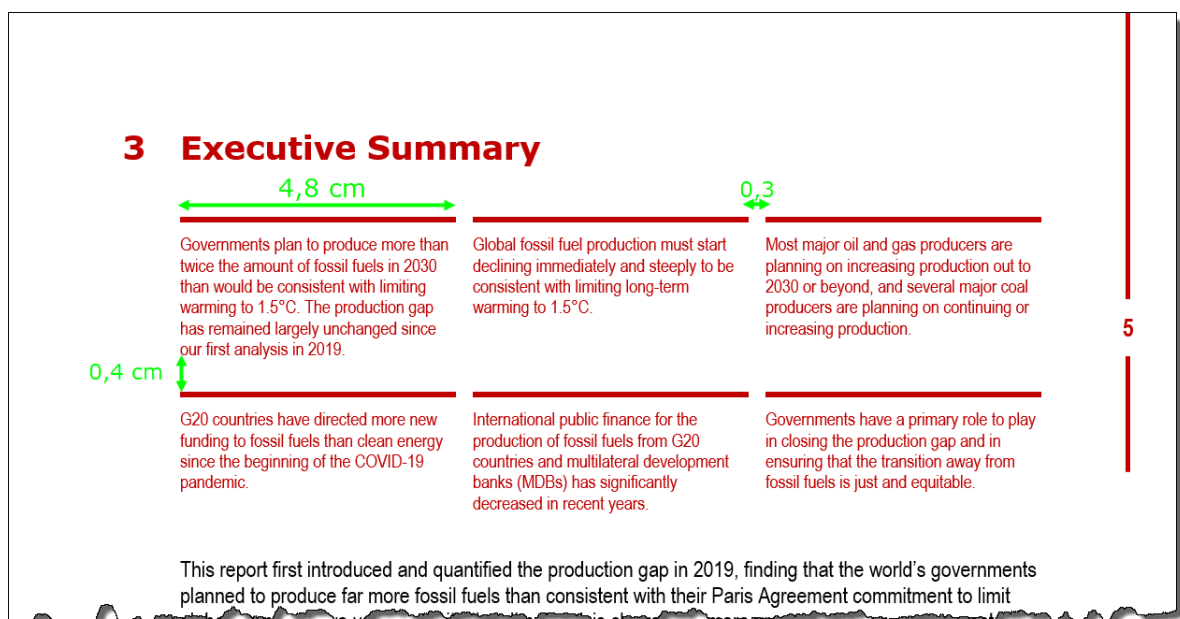 3 Executive Summary
4,8 cm
0,3
Governments plan to produce more than
twice the amount of fossil fuels in 2030
than would be consistent with limiting
warming to 1.5°C. The production gap
has remained largely unchanged since
our first analysis in 2019.
Global fossil fuel production must start
declining immediately and steeply to be
consistent with limiting long-term
warming to 1.5°C.
Most major oil and gas producers are
planning on increasing production out to
2030 or beyond, and several major coal
producers are planning on continuing or
increasing production.
5
0,4 cm
G20 countries have directed more new
funding to fossil fuels than clean energy
since the beginning of the COVID-19
pandemic.
International public finance for the
production of fossil fuels from G20
countries and multilateral development
banks (MDBs) has significantly
decreased in recent years.
Governments have a primary role to play
in closing the production gap and in
ensuring that the transition away from
fossil fuels is just and equitable.
This report first introduced and quantified the production gap in 2019, finding that the world's governments
planned to produce far more fossil fuels than consistent with their Paris Agreement commitment to limit